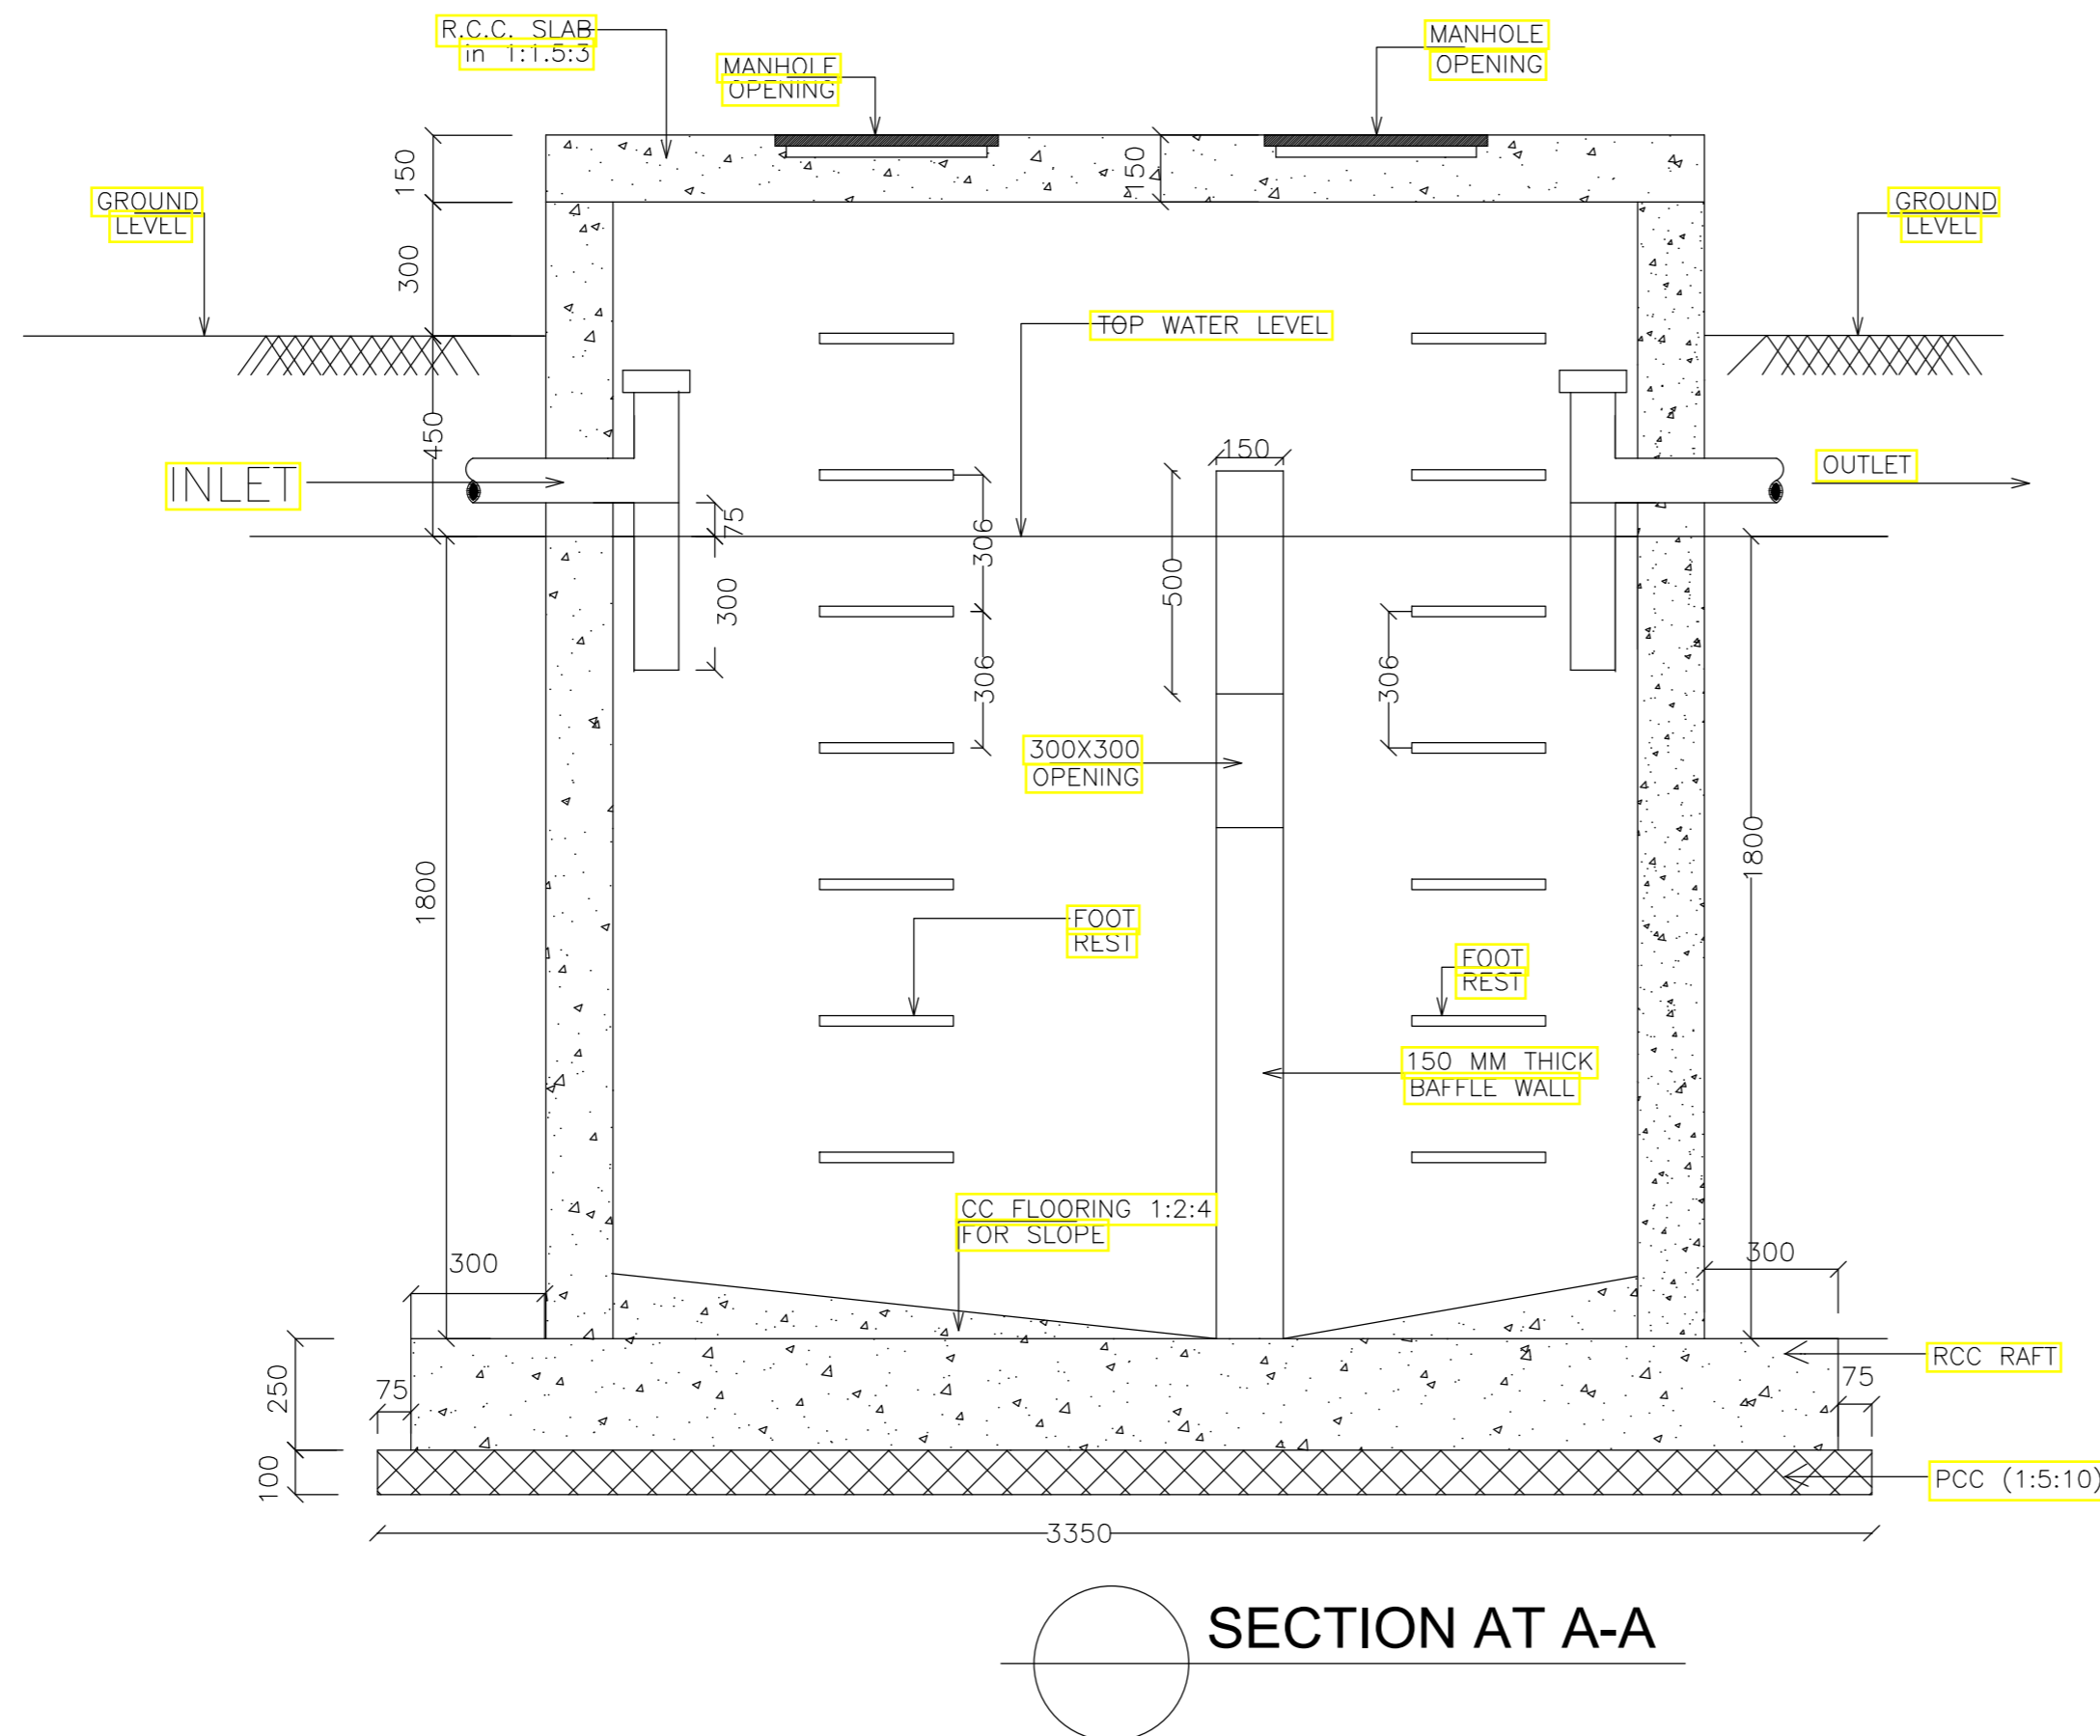 R.C.C. SLAB
in 1:1.5:3
MANHOLE
OPENING
MANHOLE
OPENING
150
150
GROUND
LEVEL
GROUND
LEVEL
300
TOP WATER LEVEL
450
150
INLET
OUTLET
75
306
500
300
306
306
300X300
OPENING
1800
1800
FOOT
REST
FOOT
REST
150 MM THICK
BAFFLE WALL
CC FLOORING 1:2:4
FOR SLOPE
300
300
RCC RAFT
250
75
75
100
PCC (1:5:10)
3350
SECTION AT A-A